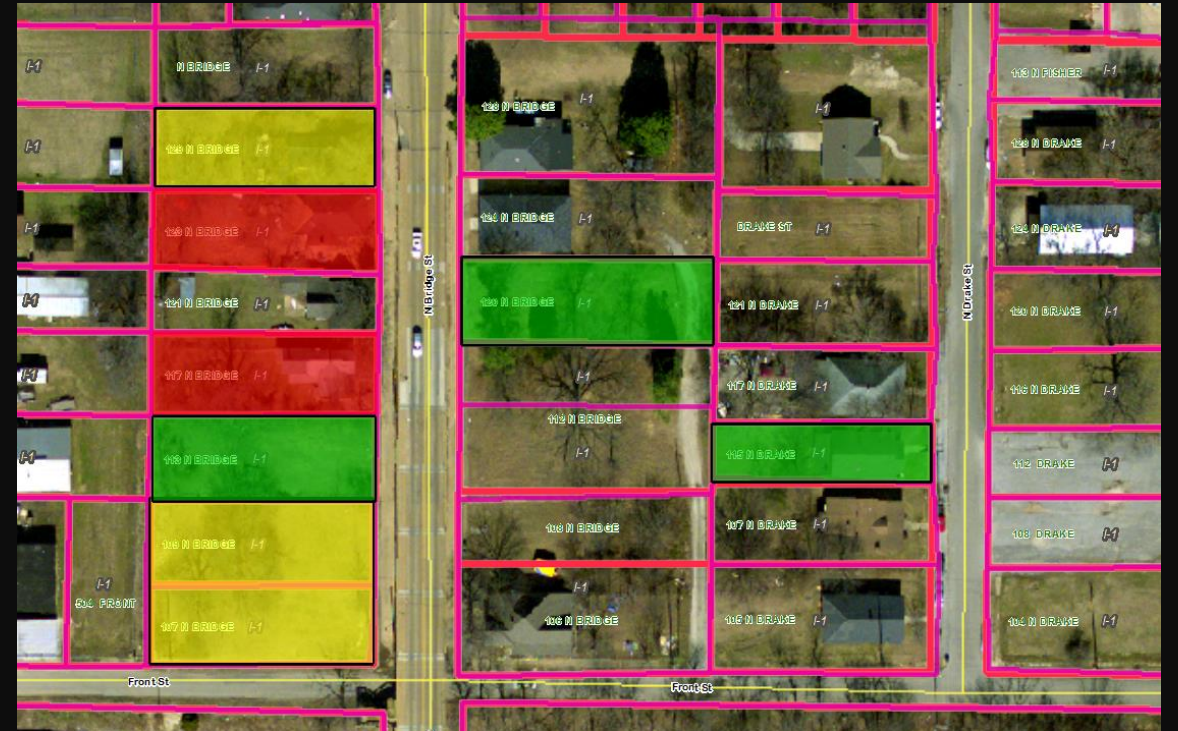 I-1
N BRIDGE I-1
113 N FISHER I-1
128 N BRIDGE I-1
I-1
I-1
129 N BRIDGE I-1
128 N DRAKE I-1
I-1
123 N BRIDGE I-1
124 N BRIDGE I-1
DRAKE ST I-1
124 N DRAKE I-1
I-1
121 N BRIDGE I-1
N Bridge St
120 N BRIDGE I-1
121 N DRAKE I-1
N Drake St
120 N DRAKE I-1
I-1
117 N BRIDGE I-1
I-1
117 N DRAKE I-1
116 N DRAKE I-1
112 N BRIDGE
I-1
I-1
113 N BRIDGE I-1
115 N DRAKE I-1
112 DRAKE I-1
109 N BRIDGE I-1
108 N BRIDGE
107 N DRAKE I-1
108 DRAKE I-1
I-1
FRONT
107 N BRIDGE I-1
I-1
106 N BRIDGE
105 N DRAKE I-1
104 N DRAKE I-1
Front St
Front St